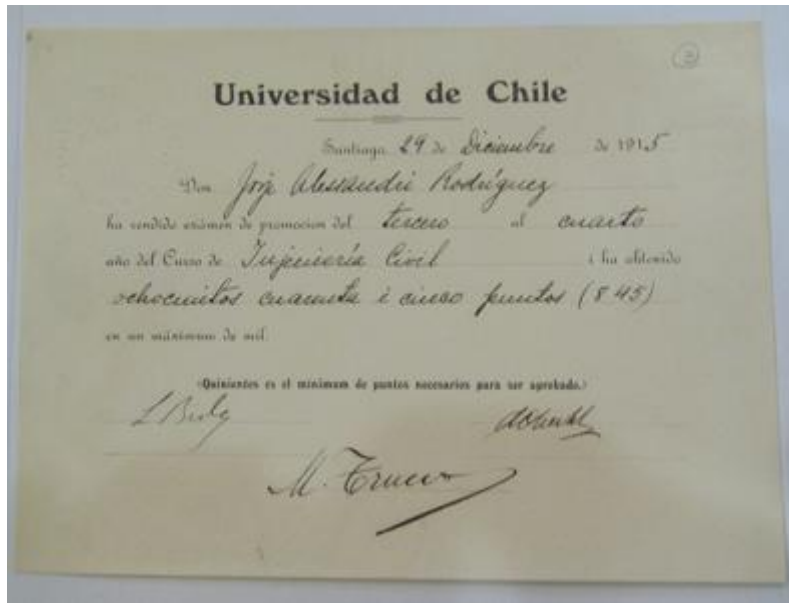 Universidad de Chile
Santiago 29 de Diciembre de 1915
Don Jorje Alessandri Rodríguez
ha rendido exámen de promocion del tercero al cuarto
año del Curso de Injeniería Civil i ha obtenido
ochocientos cuarenta i cinco puntos (845)
en un máximum de mil.
(Quinientos es el mínimum de puntos necesarios para ser aprobado.)
M. Trucco